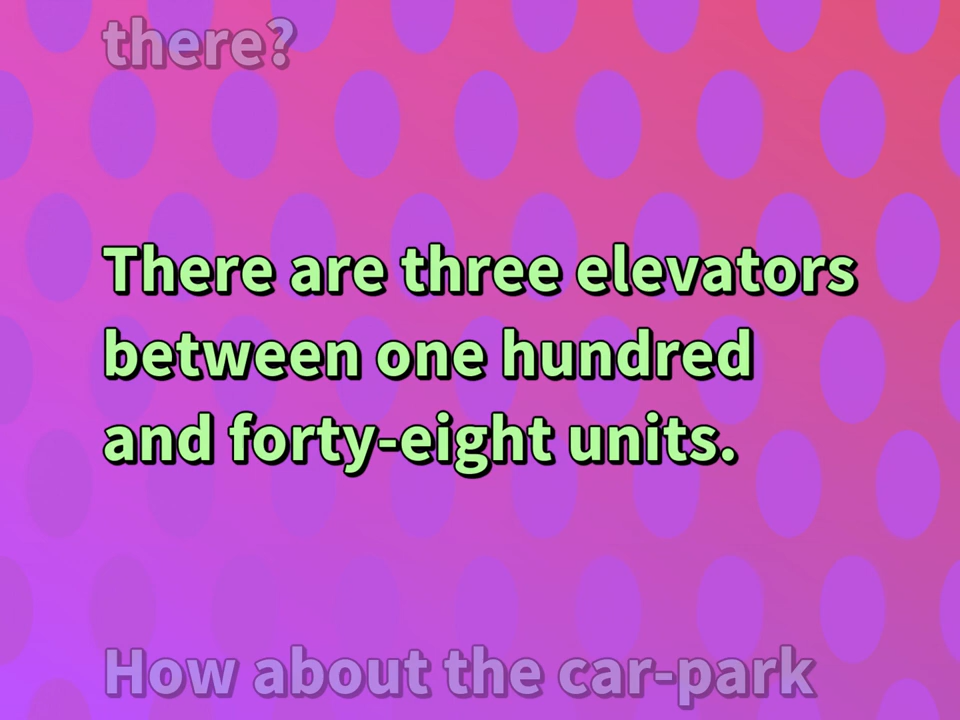 there?
There are three elevators
between one hundred
and forty-eight units.
How about the car-park